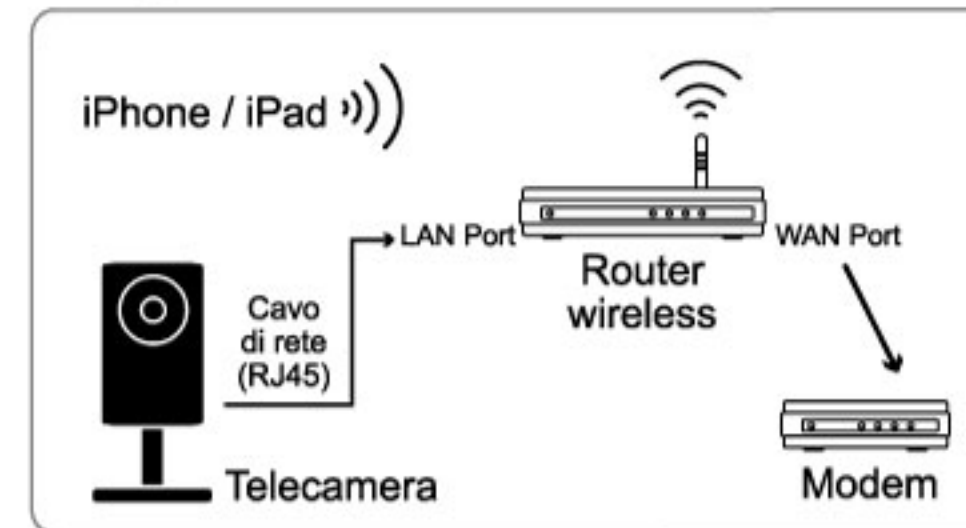 iPhone / iPad
LAN Port
WAN Port
Router
wireless
Cavo
di rete
(RJ45)
Telecamera
Modem